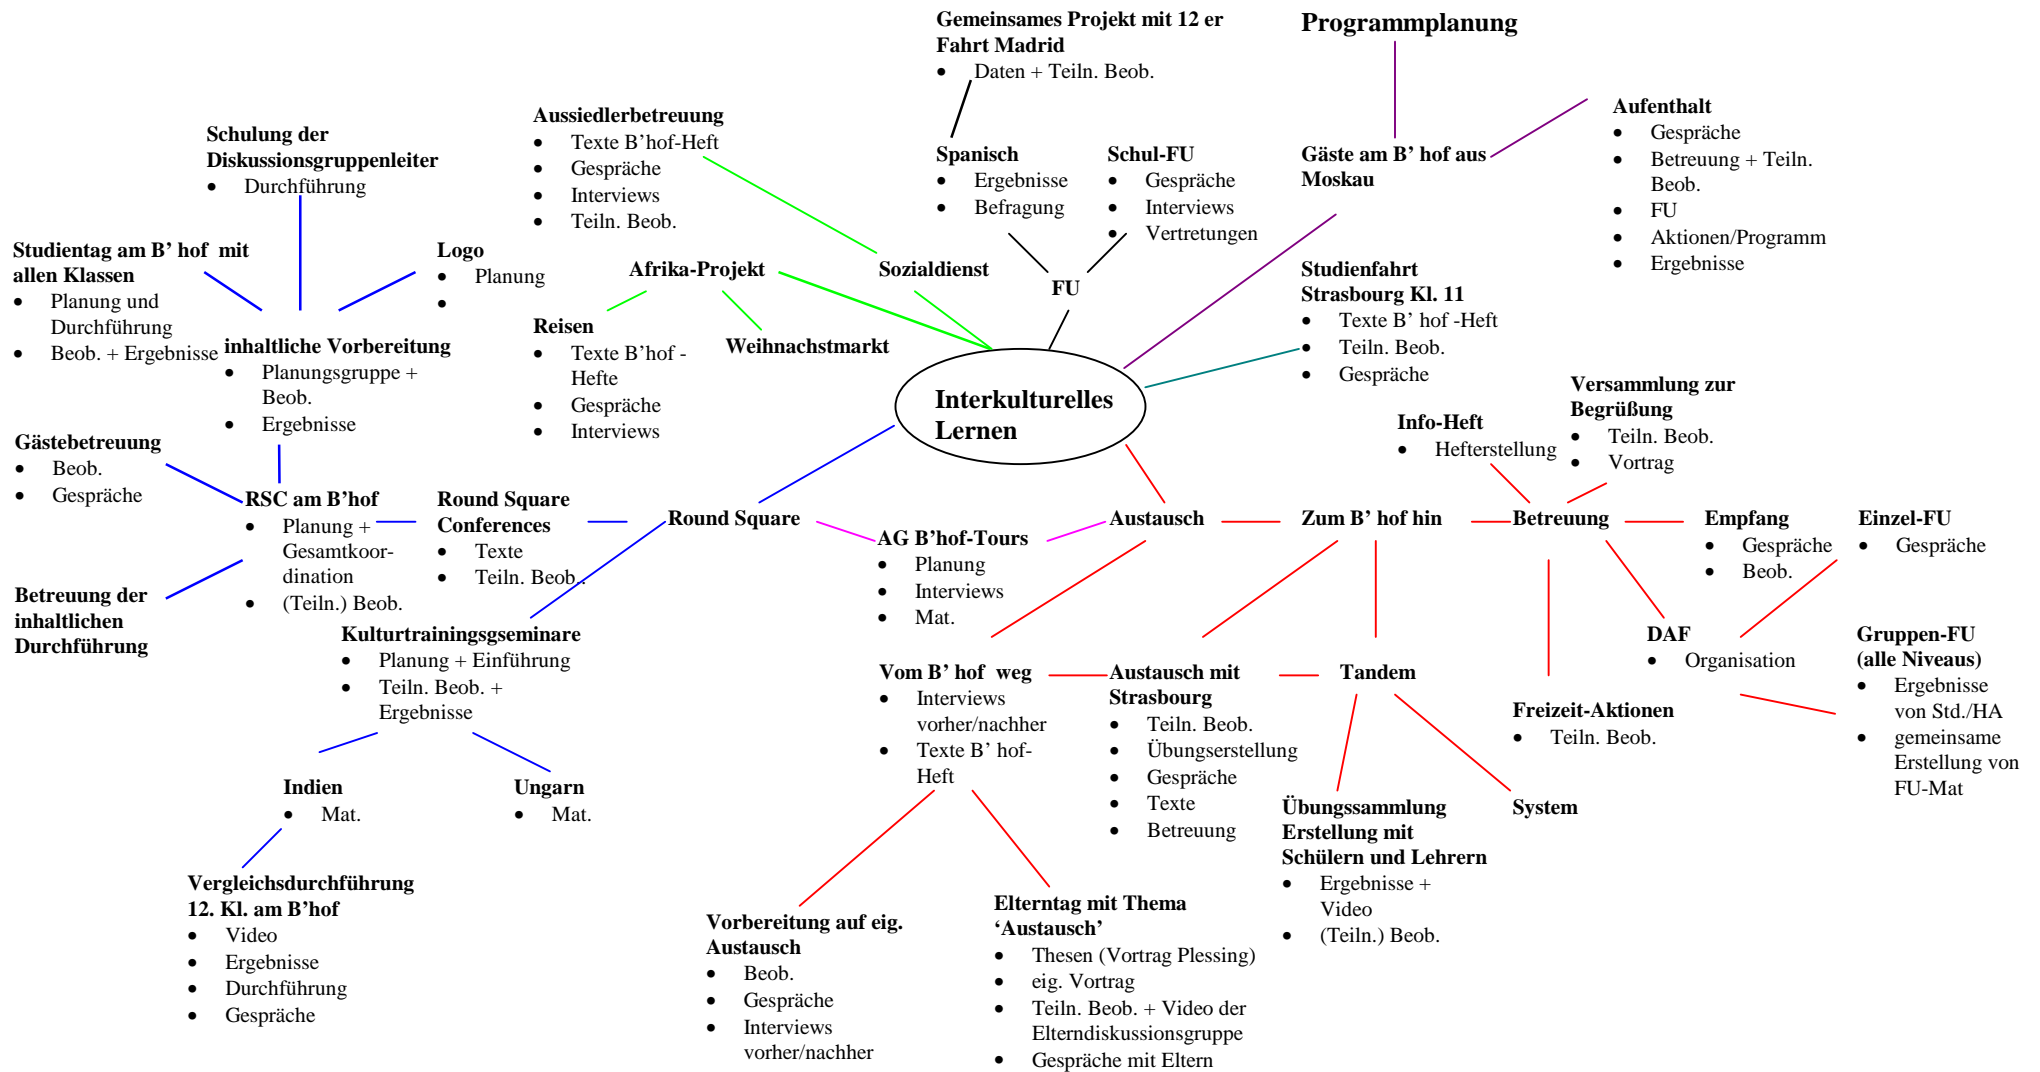 Gemeinsames Projekt mit 12 er
Fahrt Madrid
• Daten + Teiln. Beob.
Programmplanung
Aussiedlerbetreuung
• Texte B'hof-Heft
• Gespräche
• Interviews
• Teiln. Beob.
Schulung der
Diskussionsgruppenleiter
• Durchführung
Spanisch
• Ergebnisse
• Befragung
Schul-FU
• Gespräche
• Interviews
• Vertretungen
Gäste am B' hof aus
Moskau
Aufenthalt
• Gespräche
• Betreuung + Teiln.
Beob.
• FU
• Aktionen/Programm
• Ergebnisse
Studientag am B' hof mit
allen Klassen
• Planung und
Durchführung
• Beob. + Ergebnisse
Logo
• Planung
•
Afrika-Projekt
Sozialdienst
FU
Studienfahrt
Strasbourg Kl. 11
• Texte B' hof -Heft
• Teiln. Beob.
• Gespräche
inhaltliche Vorbereitung
• Planungsgruppe +
Beob.
• Ergebnisse
Reisen
• Texte B'hof -
Hefte
• Gespräche
• Interviews
Weihnachstmarkt
Interkulturelles
Lernen
Info-Heft
• Hefterstellung
Versammlung zur
Begrüßung
• Teiln. Beob.
• Vortrag
Gästebetreuung
• Beob.
• Gespräche
RSC am B'hof
• Planung +
Gesamtkoor-
dination
• (Teiln.) Beob.
Round Square
Conferences
• Texte
• Teiln. Beob..
Round Square
AG B'hof-Tours
• Planung
• Interviews
• Mat.
Austausch
Zum B' hof hin
Betreuung
Empfang
• Gespräche
• Beob.
Einzel-FU
• Gespräche
Betreuung der
inhaltlichen
Durchführung
Kulturtrainingsgseminare
• Planung + Einführung
• Teiln. Beob. +
Ergebnisse
Vom B' hof weg
• Interviews
vorher/nachher
• Texte B' hof-
Heft
Austausch mit
Strasbourg
• Teiln. Beob.
• Übungserstellung
• Gespräche
• Texte
• Betreuung
Tandem
DAF
• Organisation
Gruppen-FU
(alle Niveaus)
• Ergebnisse
von Std./HA
• gemeinsame
Erstellung von
FU-Mat
Freizeit-Aktionen
• Teiln. Beob.
Indien
• Mat.
Ungarn
• Mat.
Übungssammlung
Erstellung mit
Schülern und Lehrern
• Ergebnisse +
Video
• (Teiln.) Beob.
System
Vergleichsdurchführung
12. Kl. am B'hof
• Video
• Ergebnisse
• Durchführung
• Gespräche
Vorbereitung auf eig.
Austausch
• Beob.
• Gespräche
• Interviews
vorher/nachher
Elterntag mit Thema
‘Austausch’
• Thesen (Vortrag Plessing)
• eig. Vortrag
• Teiln. Beob. + Video der
Elterndiskussionsgruppe
• Gespräche mit Eltern